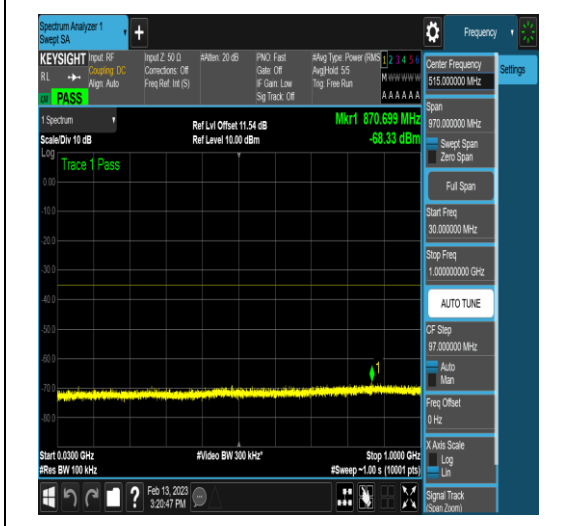 Spectrum Analyzer 1
Swept SA
+
Frequency
KEYSIGHT
RL
PASS
Input: RF
Coupling: DC
Align: Auto
Input Z: 50 Ω
Corrections: Off
Freq Ref: Int (S)
#Atten: 20 dB
PNO: Fast
Gate: Off
IF Gain: Low
Sig Track: Off
#Avg Type: Power (RMS
Avg|Hold: 5/5
Trig: Free Run
1 2 3 4 5 6
M W W W W W
A A A A A A
1 Spectrum
Scale/Div 10 dB
Ref Lvl Offset 11.54 dB
Ref Level 10.00 dBm
Mkr1 870.699 MHz
-68.33 dBm
Log
Trace 1 Pass
0.00
-10.0
-20.0
-30.0
-40.0
-50.0
-60.0
-70.0
-80.0
1
Start 0.0300 GHz
#Res BW 100 kHz
#Video BW 300 kHz*
Stop 1.0000 GHz
#Sweep ~1.00 s (10001 pts)
Feb 13, 2023
3:20:47 PM
?
Center Frequency
515.000000 MHz
Settings
Span
970.000000 MHz
Swept Span
Zero Span
Full Span
Start Freq
30.000000 MHz
Stop Freq
1.000000000 GHz
AUTO TUNE
CF Step
97.000000 MHz
Auto
Man
Freq Offset
0 Hz
X Axis Scale
Log
Lin
Signal Track
(Span Zoom)